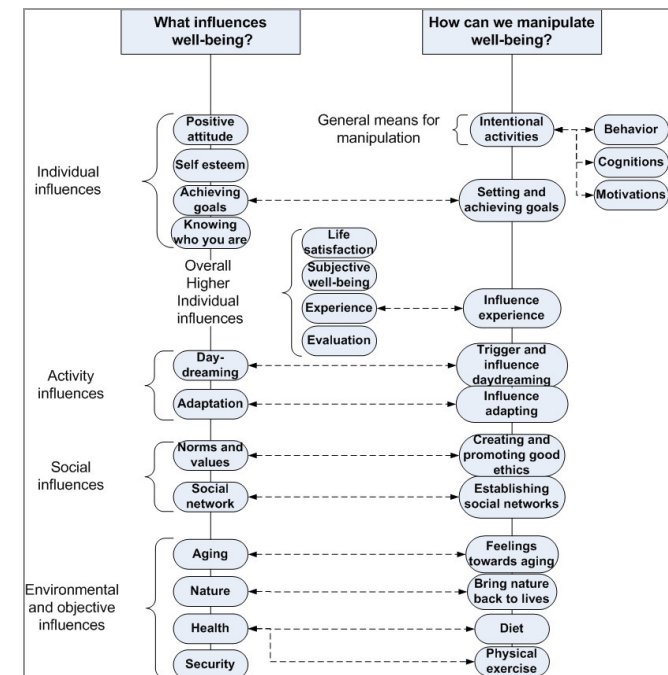 What influences
well-being?
How can we manipulate
well-being?
Individual
influences
Positive
attitude
Self esteem
Achieving
goals
Knowing
who you are
General means for
manipulation
Intentional
activities
Behavior
Cognitions
Motivations
Setting and
achieving goals
Overall
Higher
Individual
influences
Life
satisfaction
Subjective
well-being
Experience
Evaluation
Influence
experience
Activity
influences
Day-
dreaming
Adaptation
Trigger and
influence
daydreaming
Influence
adapting
Social
influences
Norms and
values
Social
network
Creating and
promoting good
ethics
Establishing
social networks
Environmental
and objective
influences
Aging
Nature
Health
Security
Feelings
towards aging
Bring nature
back to lives
Diet
Physical
exercise